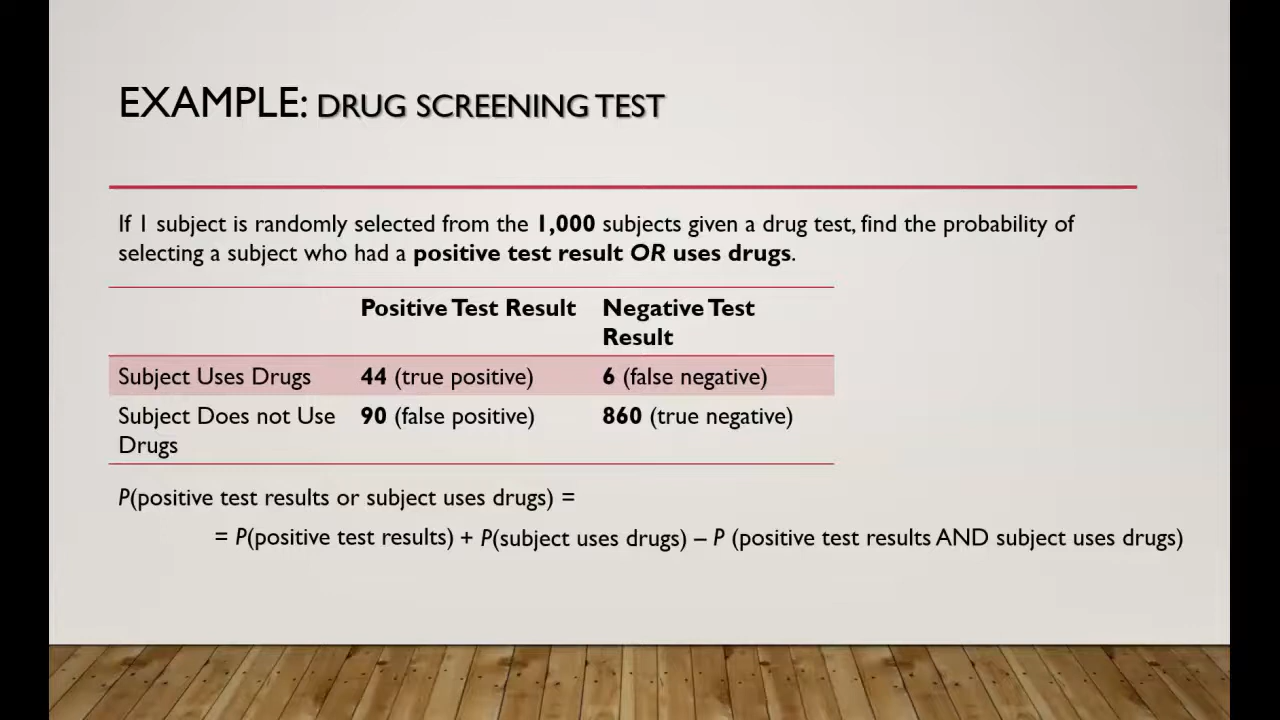 EXAMPLE: DRUG SCREENING TEST
If 1 subject is randomly selected from the 1,000 subjects given a drug test, find the probability of
selecting a subject who had a positive test result OR uses drugs.
Positive Test Result Negative Test
Result
Subject Uses Drugs 44 (true positive) 6 (false negative)
Subject Does not Use 90 (false positive) 860 (true negative)
Drugs
P(positive test results or subject uses drugs) =
= P(positive test results) + P(subject uses drugs) – P (positive test results AND subject uses drugs)